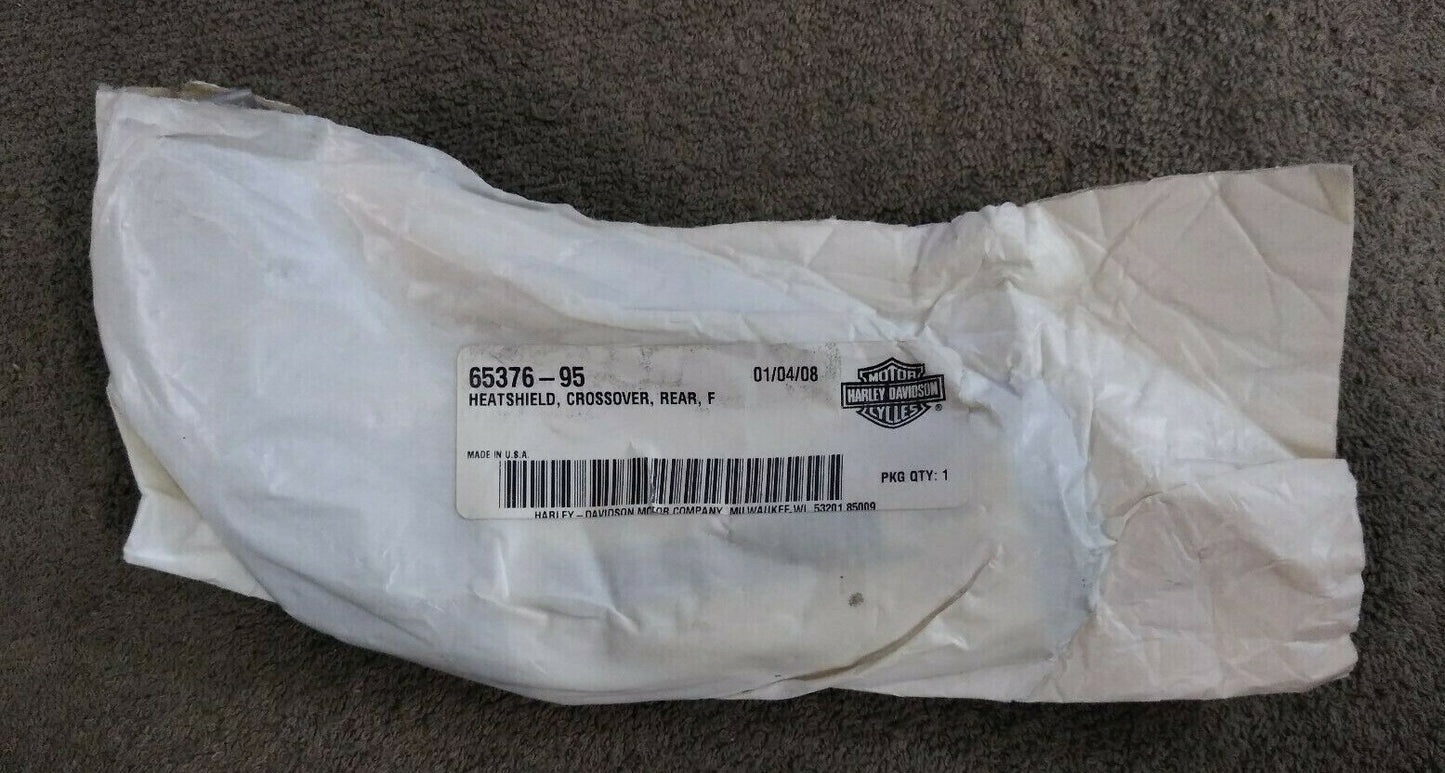 65376-95
01/04/08
HEATSHIELD, CROSSOVER, REAR, F
MOTOR
HARLEY DAVIDSON
CYCLES
®
MADE IN U.S.A.
PKG QTY: 1
HARLEY-DAVIDSON MOTOR COMPANY, MILWAUKEE, WI, 53201 85009